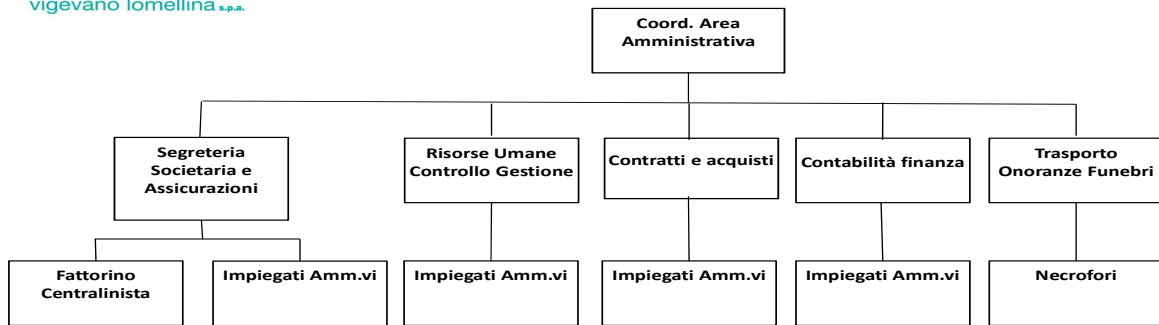 vigevano lomellina s.p.a.
Coord. Area
Amministrativa
Segreteria
Societaria e
Assicurazioni
Risorse Umane
Controllo Gestione
Contratti e acquisti
Contabilità finanza
Trasporto
Onoranze Funebri
Fattorino
Centralinista
Impiegati Amm.vi
Impiegati Amm.vi
Impiegati Amm.vi
Impiegati Amm.vi
Necrofori